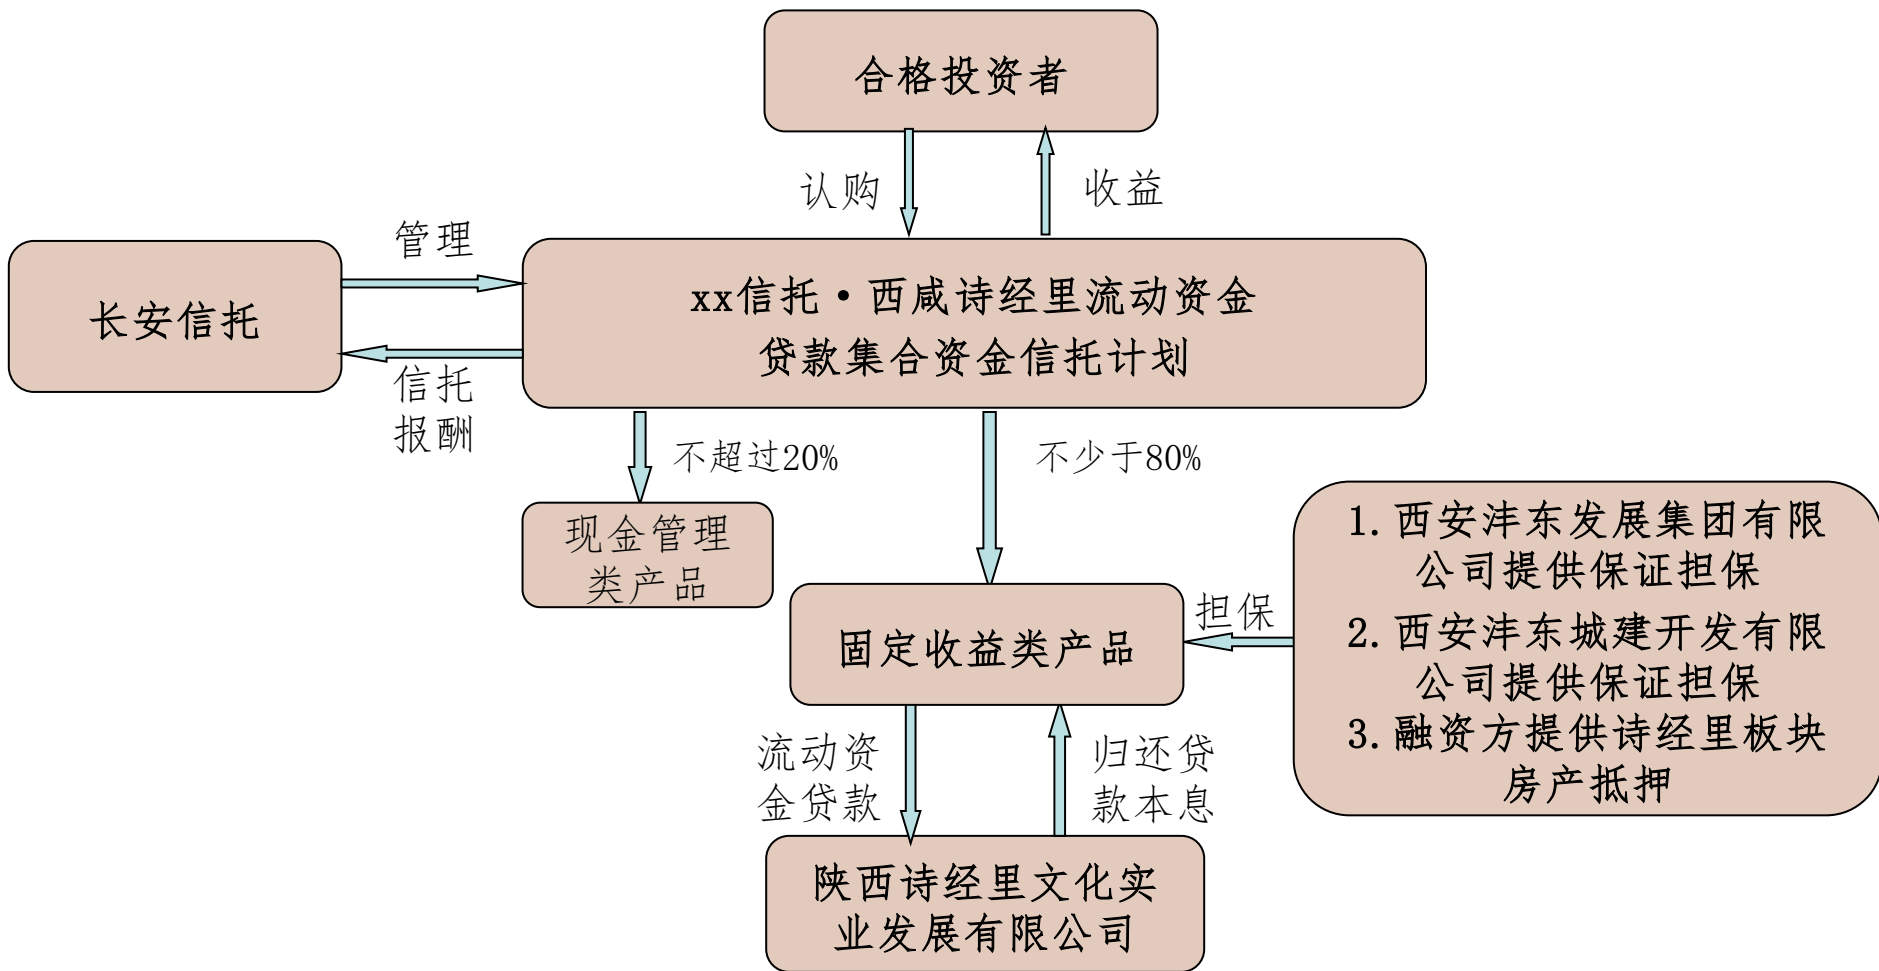 合格投资者
认购
收益
管理
长安信托
xx信托·西咸诗经里流动资金
贷款集合资金信托计划
信托
报酬
不超过20%
不少于80%
现金管理
类产品
1.西安沣东发展集团有限
公司提供保证担保
2.西安沣东城建开发有限
公司提供保证担保
3.融资方提供诗经里板块
房产抵押
担保
固定收益类产品
流动资
金贷款
归还贷
款本息
陕西诗经里文化实
业发展有限公司